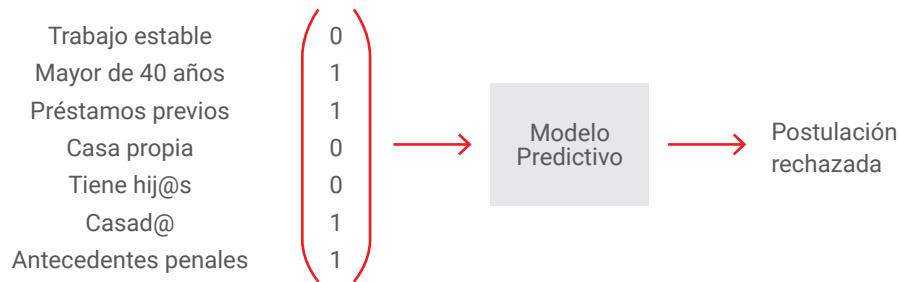 Trabajo estable 0
Mayor de 40 años 1
Préstamos previos 1
Casa propia 0
Tiene hij@s 0
Casad@ 1
Antecedentes penales 1
Modelo
Predictivo
Postulación
rechazada